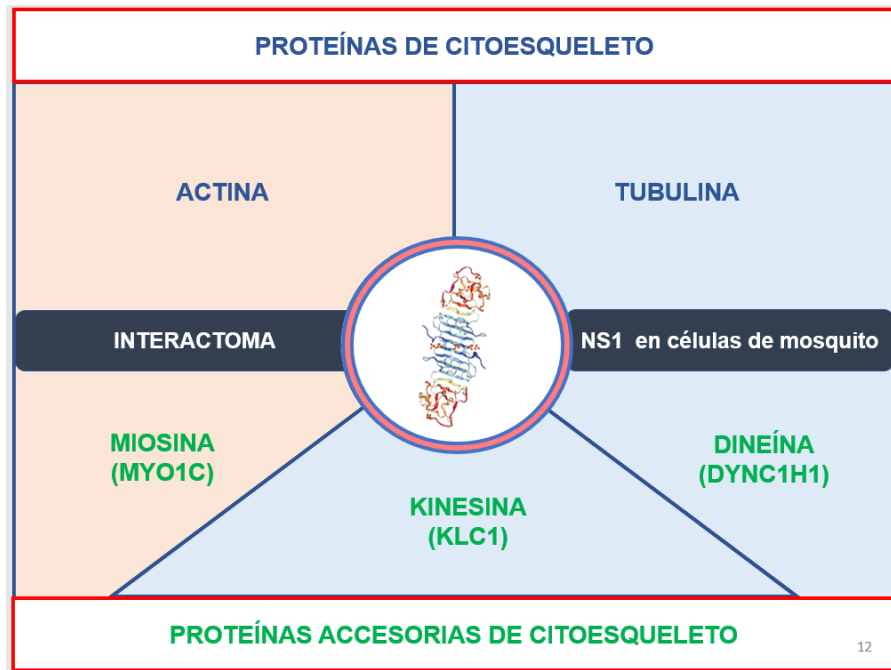 PROTEÍNAS DE CITOESQUELETO
ACTINA
TUBULINA
INTERACTOMA
NS1 en células de mosquito
MIOSINA
(MYO1C)
KINESINA
(KLC1)
DINEÍNA
(DYNC1H1)
PROTEÍNAS ACCESORIAS DE CITOESQUELETO
12